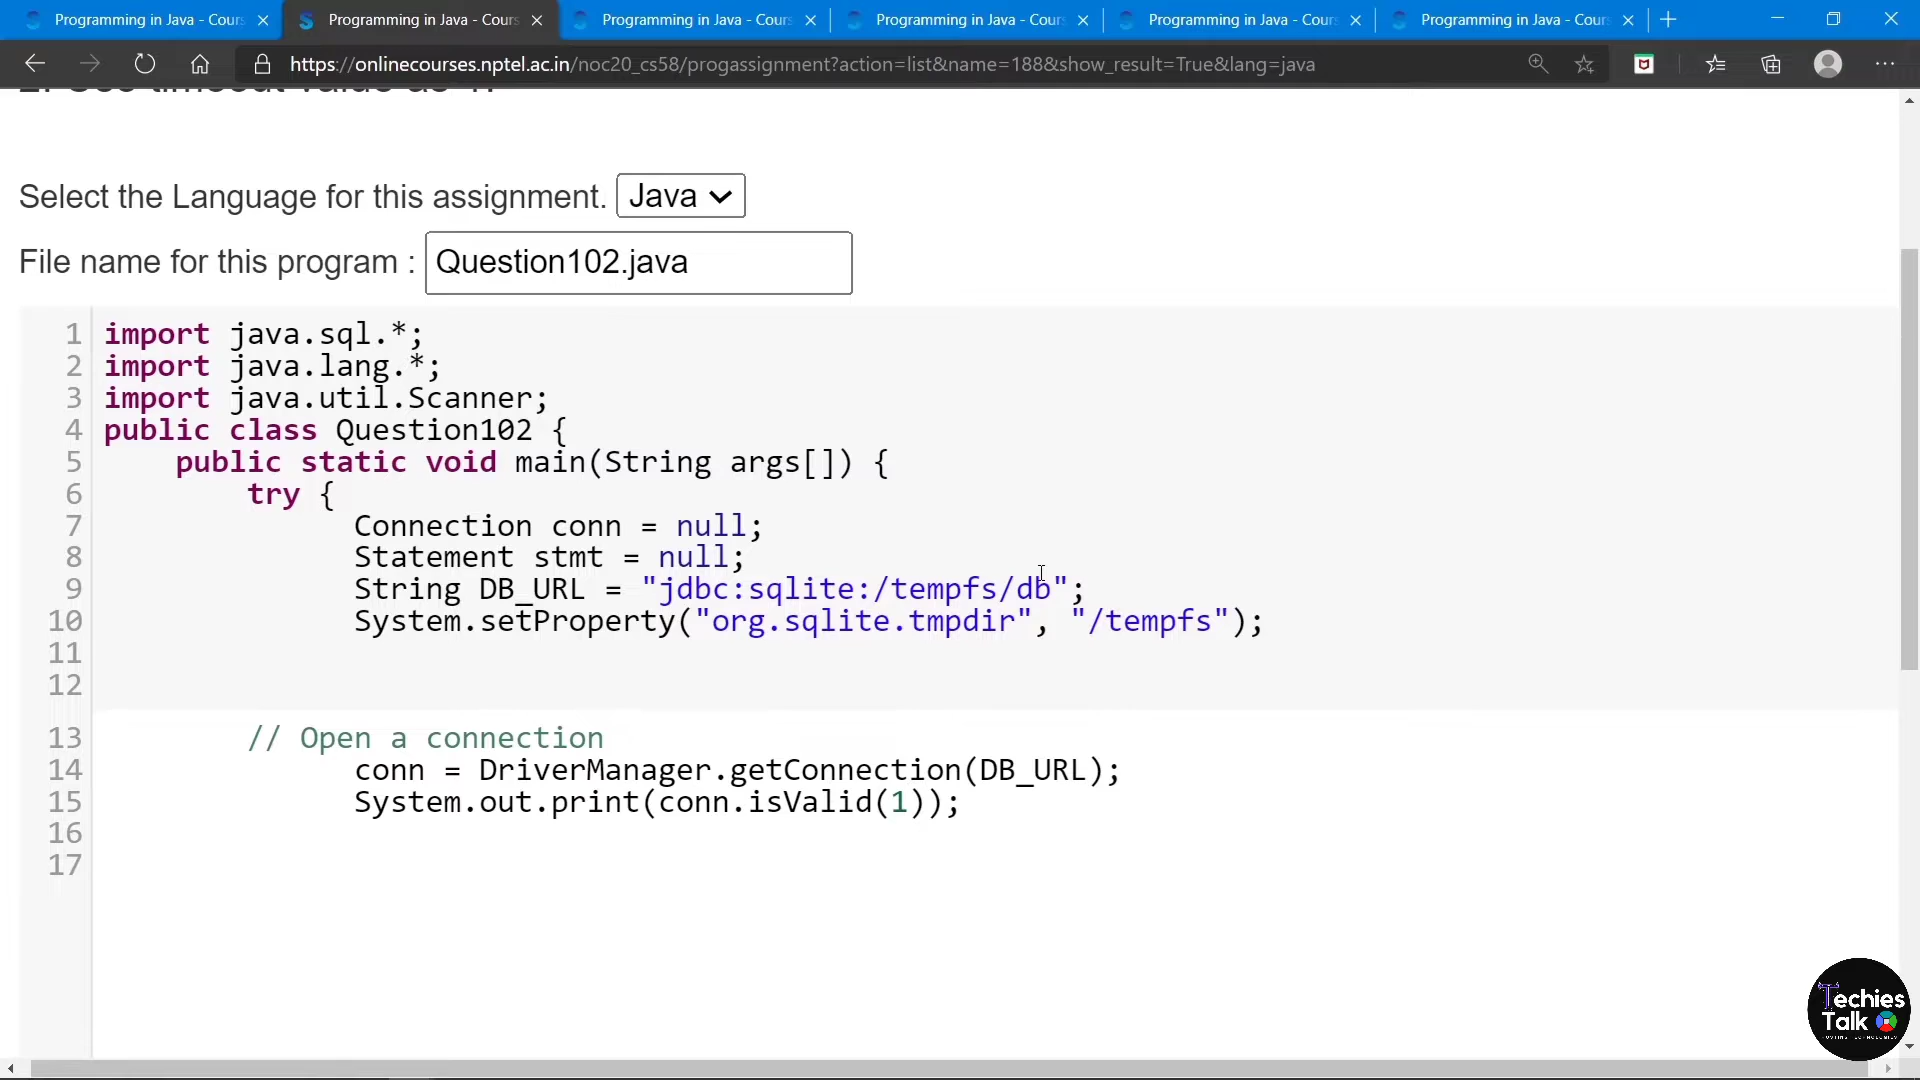 Programming in Java - Cours
Programming in Java - Cours
Programming in Java - Cours
Programming in Java - Cours
Programming in Java - Cours
Programming in Java - Cours
https://onlinecourses.nptel.ac.in/noc20_cs58/progassignment?action=list&name=188&show_result=True&lang=java
2. Use timeout value as 1.
Select the Language for this assignment. Java
File name for this program : Question102.java
1 import java.sql.*;
2 import java.lang.*;
3 import java.util.Scanner;
4 public class Question102 {
5 public static void main(String args[]) {
6 try {
7 Connection conn = null;
8 Statement stmt = null;
9 String DB_URL = "jdbc:sqlite:/tempfs/db";
10 System.setProperty("org.sqlite.tmpdir", "/tempfs");
11
12
13 // Open a connection
14 conn = DriverManager.getConnection(DB_URL);
15 System.out.print(conn.isValid(1));
16
17
Techies
Talk